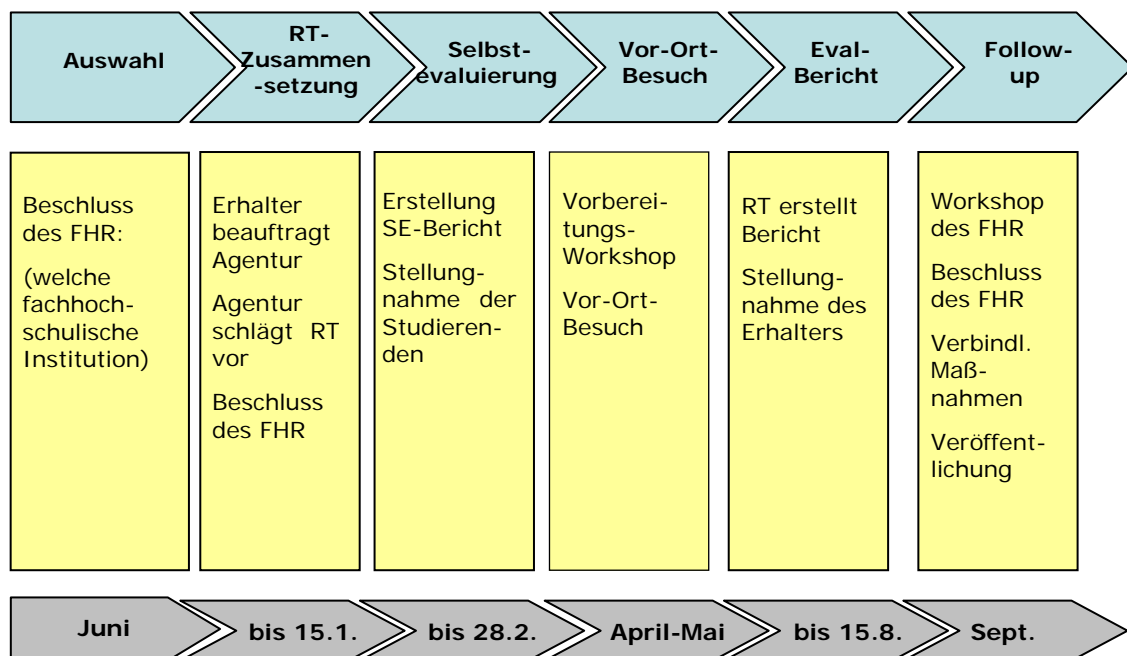 Auswahl
RT-
Zusammen
-setzung
Selbst-
evaluierung
Vor-Ort-
Besuch
Eval-
Bericht
Follow-
up
Beschluss
des FHR:
(welche
fachhoch-
schulische
Institution)
Erhalter
beauftragt
Agentur
Agentur
schlägt RT
vor
Beschluss
des FHR
Erstellung
SE-Bericht
Stellung-
nahme der
Studieren-
den
Vorberei-
tungs-
Workshop
Vor-Ort-
Besuch
RT erstellt
Bericht
Stellung-
nahme des
Erhalters
Workshop
des FHR
Beschluss
des FHR
Verbindl.
Maß-
nahmen
Veröffent-
lichung
Juni
bis 15.1.
bis 28.2.
April-Mai
bis 15.8.
Sept.